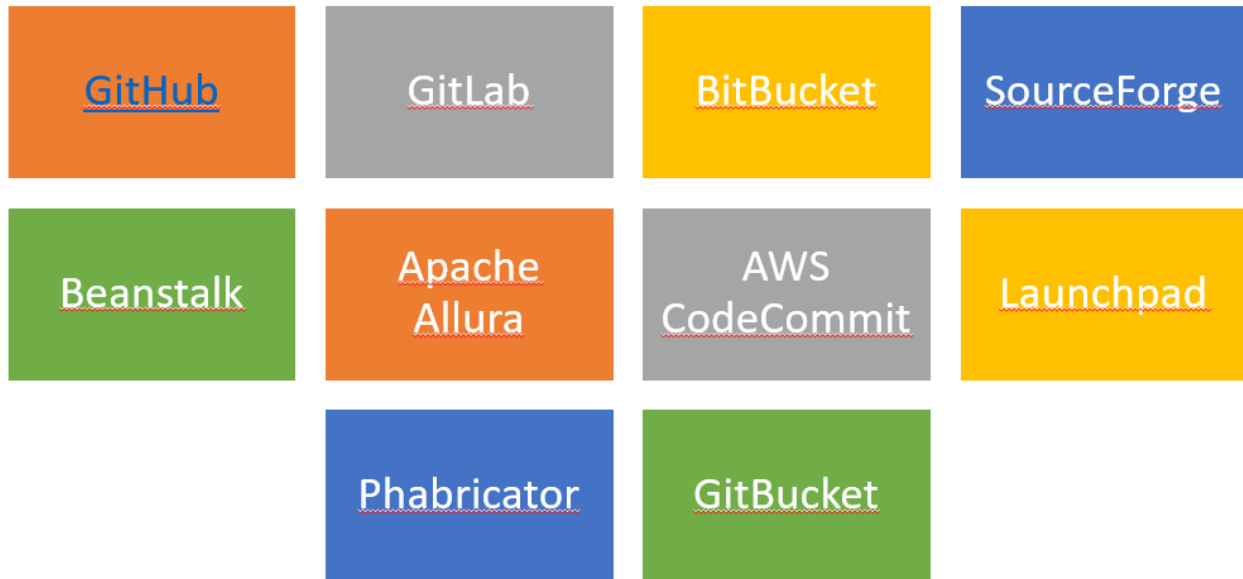 GitHub
GitLab
BitBucket
SourceForge
Beanstalk
Apache
Allura
AWS
CodeCommit
Launchpad
Phabricator
GitBucket